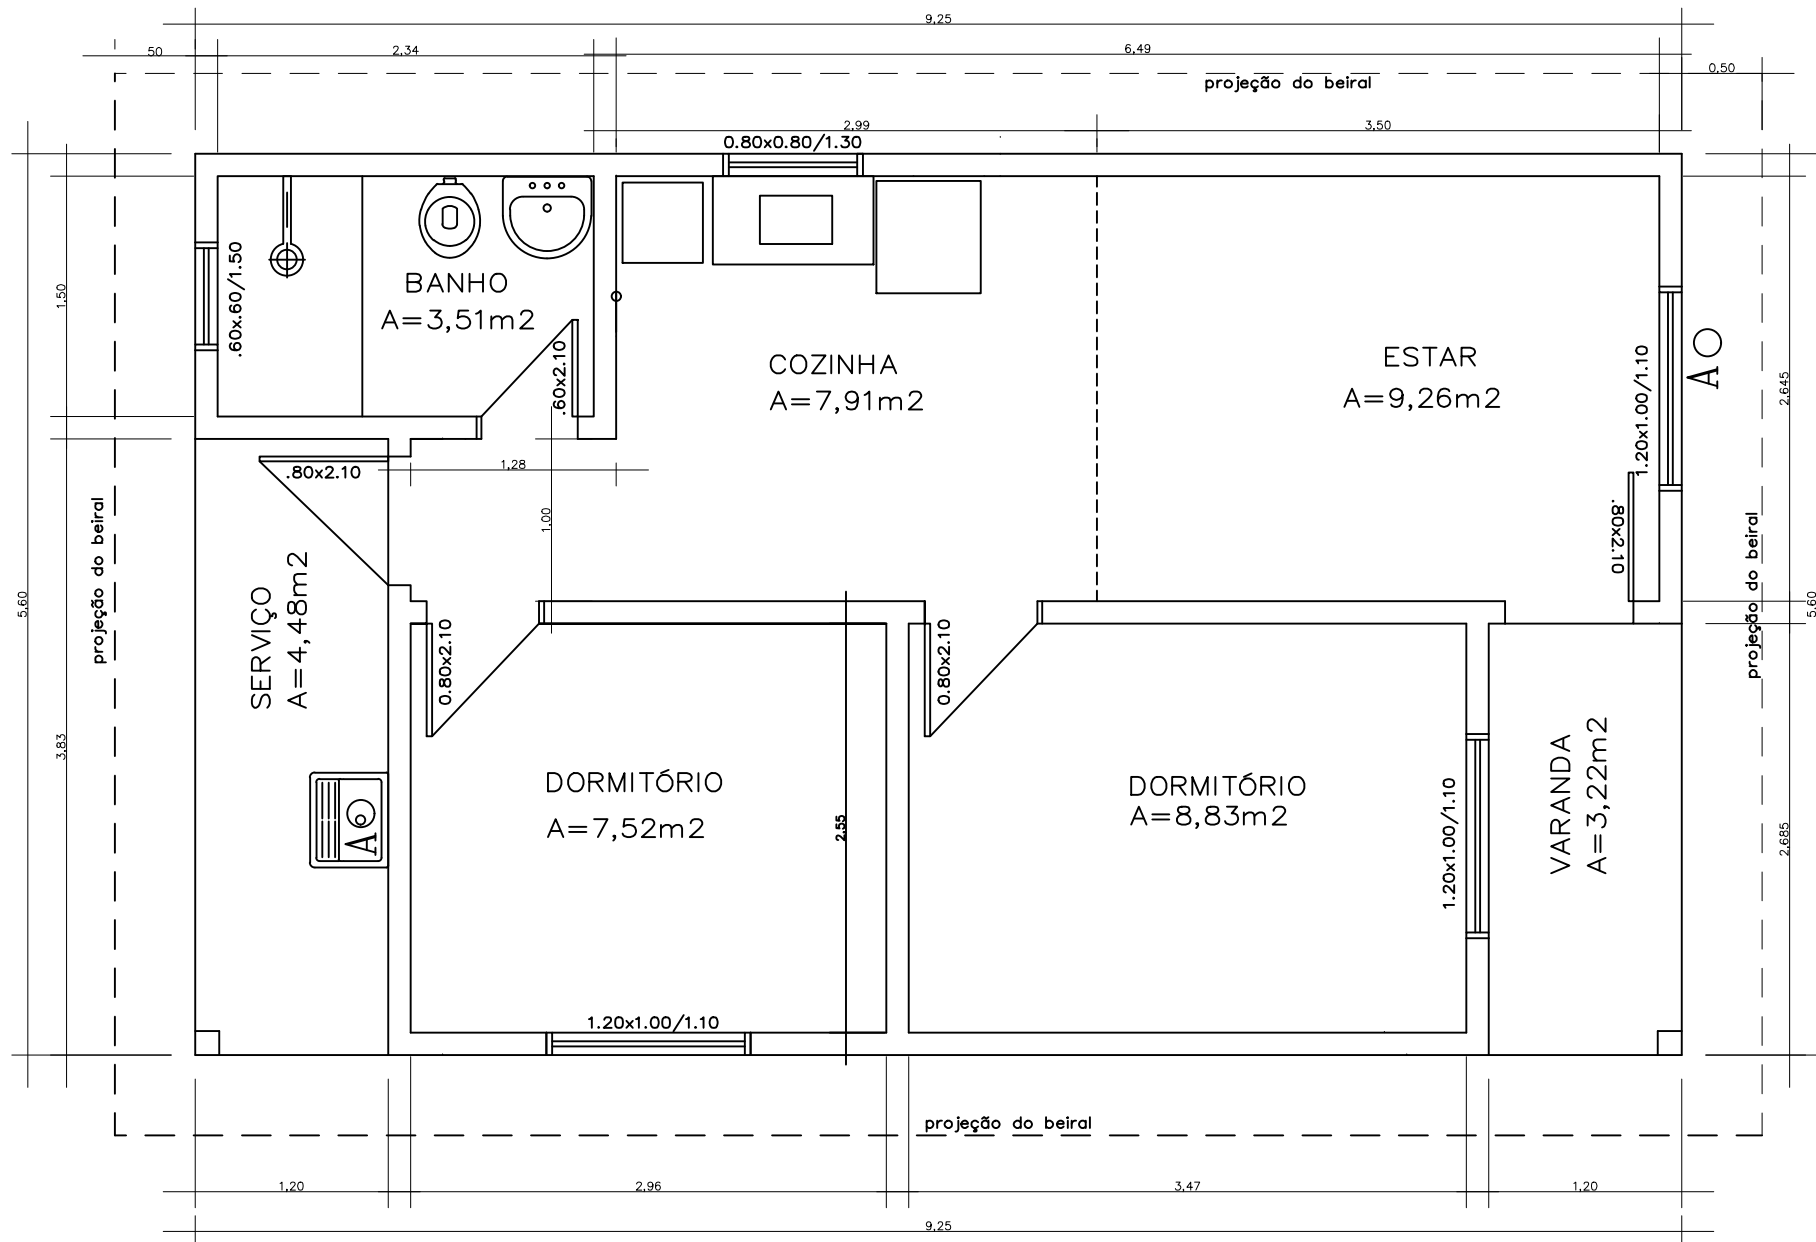 9,25
50
2,34
6,49
0,50
projeção do beiral
2,99
3,50
0.80x0.80/1.30
1,50
.60x.60/1.50
BANHO
A=3,51m2
.60x2.10
COZINHA
A=7,91m2
ESTAR
A=9,26m2
1.20x1.00/1.10
A
2,645
.80x2.10
1,28
1,00
.80x2.10
projeção do beiral
projeção do beiral
5,60
5,60
SERVIÇO
A=4,48m2
0.80x2.10
0.80x2.10
3,83
DORMITÓRIO
A=7,52m2
2.55
DORMITÓRIO
A=8,83m2
1.20x1.00/1.10
VARANDA
A=3,22m2
2,685
A
1.20x1.00/1.10
projeção do beiral
1,20
2,96
3,47
1,20
9,25